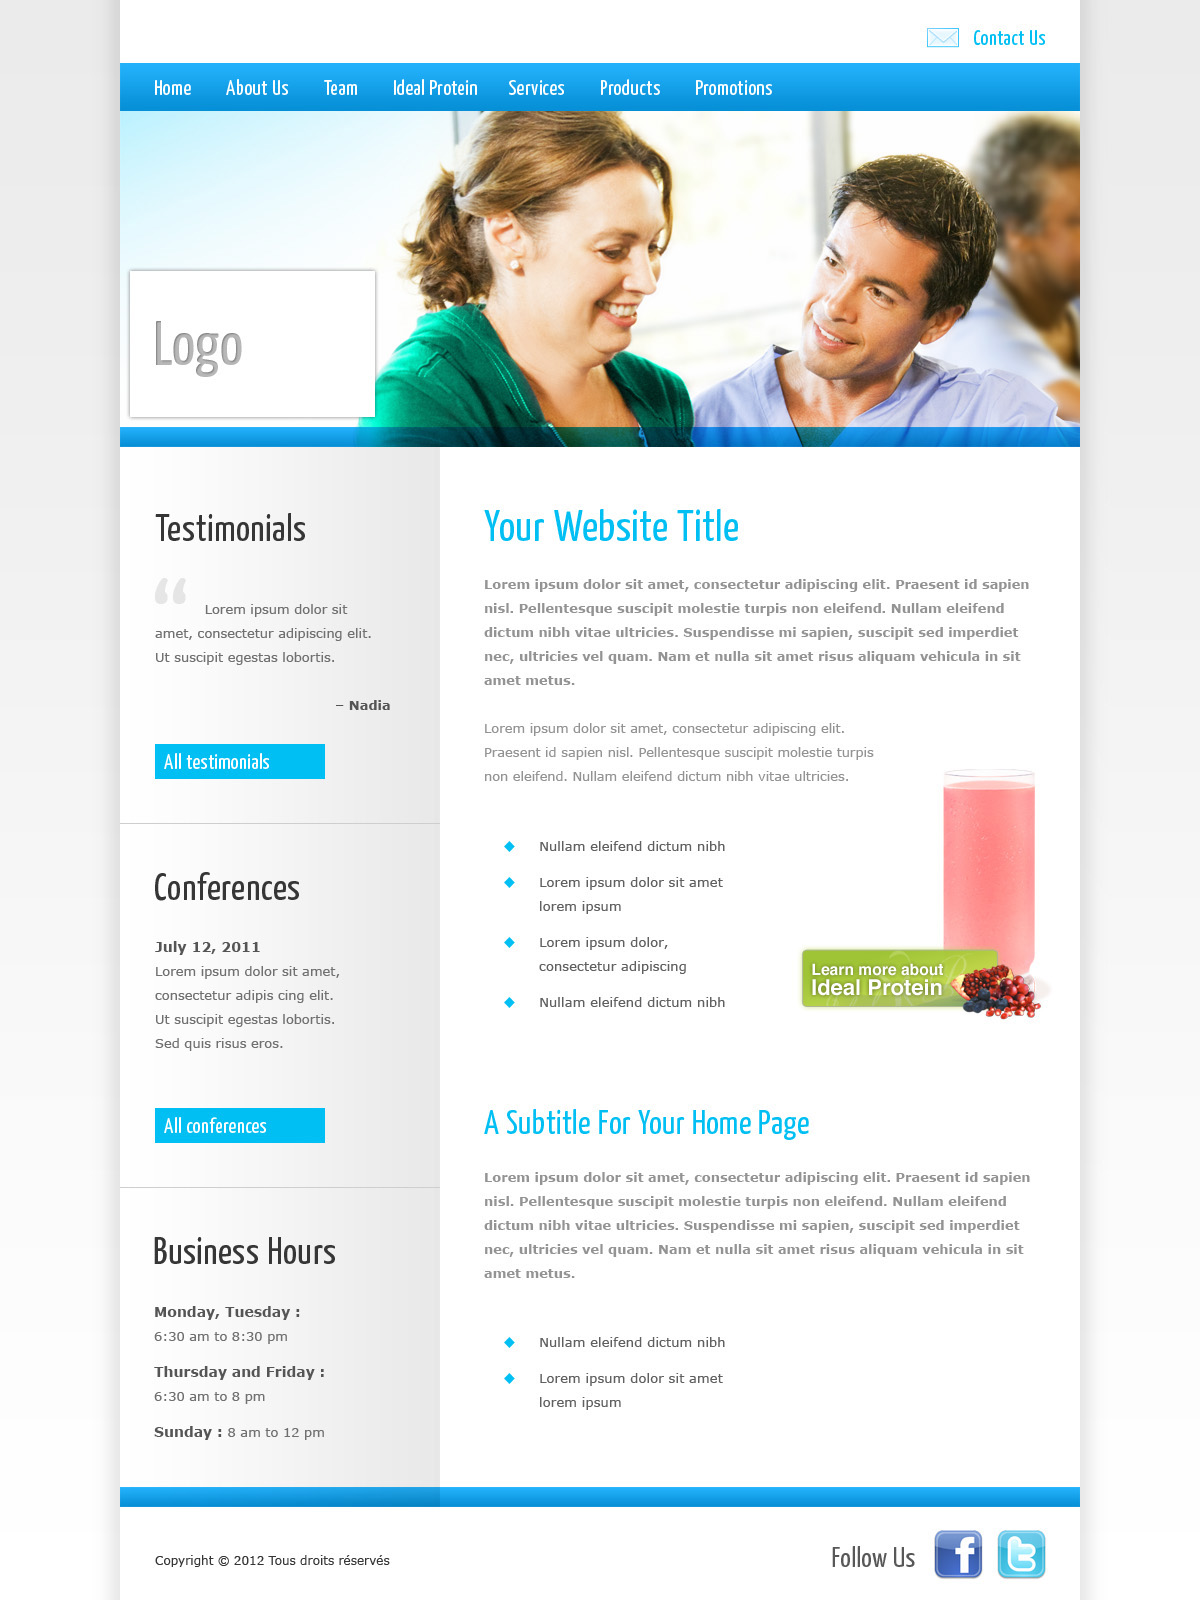 Contact Us
Home About Us Team Ideal Protein Services Products Promotions
Logo
Testimonials
“ Lorem ipsum dolor sit
amet, consectetur adipiscing elit.
Ut suscipit egestas lobortis.
– Nadia
All testimonials
Conferences
July 12, 2011
Lorem ipsum dolor sit amet,
consectetur adipis cing elit.
Ut suscipit egestas lobortis.
Sed quis risus eros.
All conferences
Business Hours
Monday, Tuesday :
6:30 am to 8:30 pm
Thursday and Friday :
6:30 am to 8 pm
Sunday : 8 am to 12 pm
Your Website Title
Lorem ipsum dolor sit amet, consectetur adipiscing elit. Praesent id sapien
nisl. Pellentesque suscipit molestie turpis non eleifend. Nullam eleifend
dictum nibh vitae ultricies. Suspendisse mi sapien, suscipit sed imperdiet
nec, ultricies vel quam. Nam et nulla sit amet risus aliquam vehicula in sit
amet metus.
Lorem ipsum dolor sit amet, consectetur adipiscing elit.
Praesent id sapien nisl. Pellentesque suscipit molestie turpis
non eleifend. Nullam eleifend dictum nibh vitae ultricies.
Nullam eleifend dictum nibh
Lorem ipsum dolor sit amet
lorem ipsum
Lorem ipsum dolor,
consectetur adipiscing
Nullam eleifend dictum nibh
Learn more about
Ideal Protein
A Subtitle For Your Home Page
Lorem ipsum dolor sit amet, consectetur adipiscing elit. Praesent id sapien
nisl. Pellentesque suscipit molestie turpis non eleifend. Nullam eleifend
dictum nibh vitae ultricies. Suspendisse mi sapien, suscipit sed imperdiet
nec, ultricies vel quam. Nam et nulla sit amet risus aliquam vehicula in sit
amet metus.
Nullam eleifend dictum nibh
Lorem ipsum dolor sit amet
lorem ipsum
Copyright © 2012 Tous droits réservés
Follow Us f t